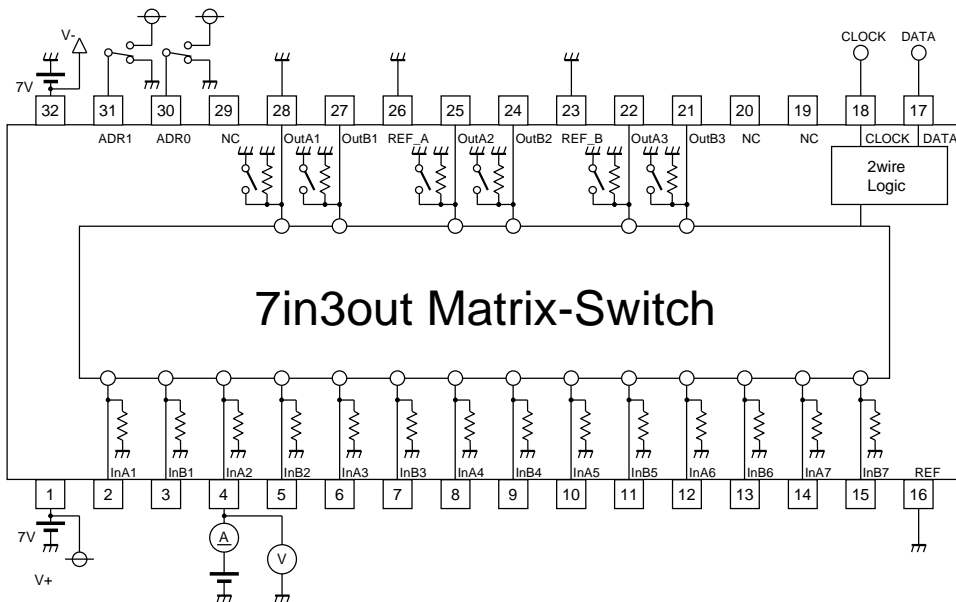 V-
CLOCK DATA
7V
32 31 30 29 28 27 26 25 24 23 22 21 20 19 18 17
ADR1 ADR0 NC OutA1 OutB1 REF_A OutA2 OutB2 REF_B OutA3 OutB3 NC NC CLOCK DATA
2wire
Logic
7in3out Matrix-Switch
InA1 InB1 InA2 InB2 InA3 InB3 InA4 InB4 InA5 InB5 InA6 InB6 InA7 InB7 REF
1 2 3 4 5 6 7 8 9 10 11 12 13 14 15 16
7V
A
V
V+